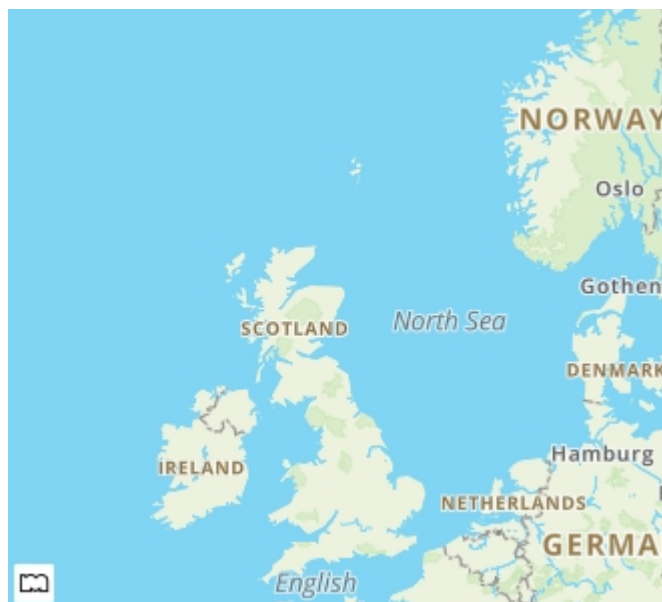 NORWAY
Oslo
Gothen
SCOTLAND
North Sea
DENMARK
IRELAND
Hamburg
NETHERLANDS
GERMA
English